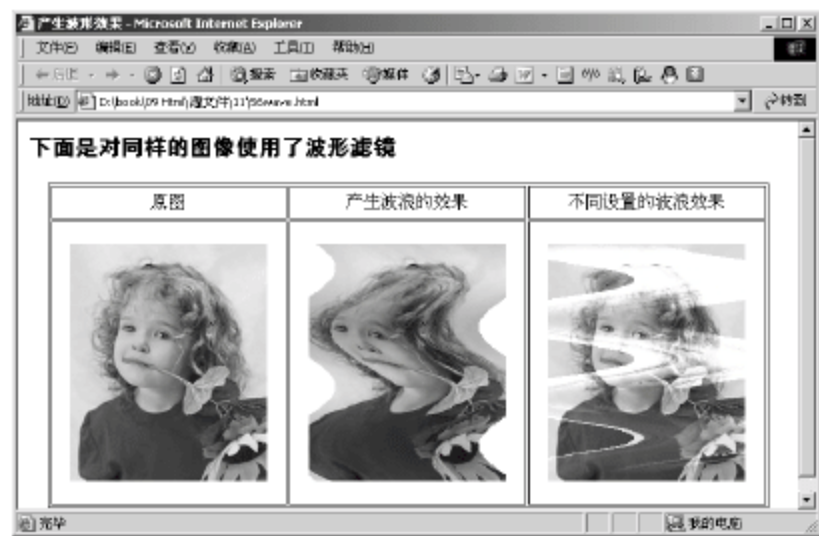 产生波形效果 - Microsoft Internet Explorer
文件(F) 编辑(E) 查看(V) 收藏(A) 工具(T) 帮助(H)
后退 搜索 收藏夹 媒体
地址(D) D:\book\09 Html\源文件\11\56wave.html 转到
下面是对同样的图像使用了波形滤镜
原图 产生波浪的效果 不同设置的波浪效果
完毕 我的电脑